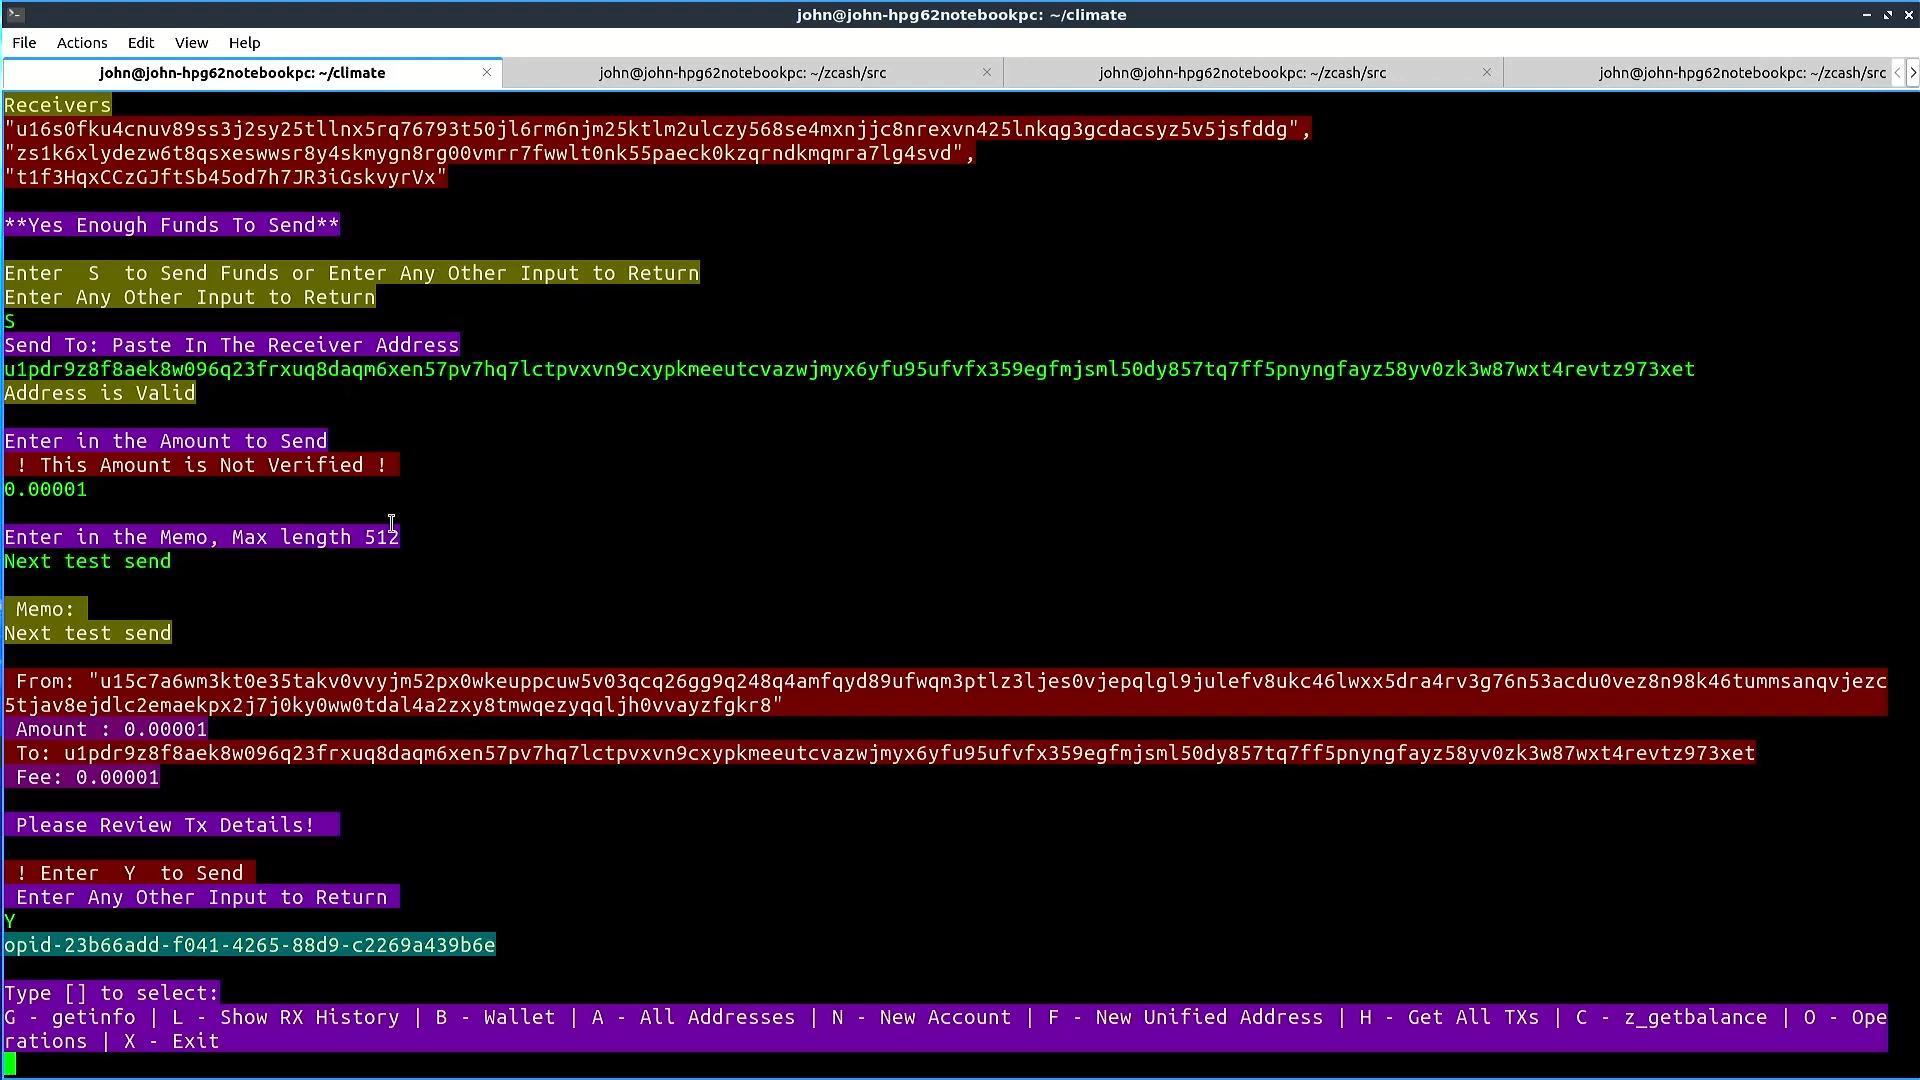 john@john-hpg62notebookpc: ~/climate
File Actions Edit View Help
john@john-hpg62notebookpc: ~/climate john@john-hpg62notebookpc: ~/zcash/src john@john-hpg62notebookpc: ~/zcash/src john@john-hpg62notebookpc: ~/zcash/src
Receivers
"u16s0fku4cnuv89ss3j2sy25tllnx5rq76793t50jl6rm6njm25ktlm2ulczy568se4mxnjjc8nrexvn425lnkqg3gcdacsyz5v5jsfddg",
"zs1k6xlydezw6t8qsxeswwsr8y4skmygn8rg00vmrr7fwwlt0nk55paeck0kzqrndkmqmra7lg4svd",
"t1f3HqxCCzGJftSb45od7h7JR3iGskvyrVx"
**Yes Enough Funds To Send**
Enter  S  to Send Funds or Enter Any Other Input to Return
Enter Any Other Input to Return
S
Send To: Paste In The Receiver Address
u1pdr9z8f8aek8w096q23frxuq8daqm6xen57pv7hq7lctpvxvn9cxypkmeeutcvazwjmyx6yfu95ufvfx359egfmjsml50dy857tq7ff5pnyngfayz58yv0zk3w87wxt4revtz973xet
Address is Valid
Enter in the Amount to Send
! This Amount is Not Verified !
0.00001
Enter in the Memo, Max length 512
Next test send
Memo:
Next test send
From: "u15c7a6wm3kt0e35takv0vvyjm52px0wkeuppcuw5v03qcq26gg9q248q4amfqyd89ufwqm3ptlz3ljes0vjepqlgl9julefv8ukc46lwxx5dra4rv3g76n53acdu0vez8n98k46tummsanqvjezc
5tjav8ejdlc2emaekpx2j7j0ky0ww0tdal4a2zxy8tmwqezyqqljh0vvayzfgkr8"
Amount : 0.00001
To: u1pdr9z8f8aek8w096q23frxuq8daqm6xen57pv7hq7lctpvxvn9cxypkmeeutcvazwjmyx6yfu95ufvfx359egfmjsml50dy857tq7ff5pnyngfayz58yv0zk3w87wxt4revtz973xet
Fee: 0.00001
Please Review Tx Details!
! Enter  Y  to Send
Enter Any Other Input to Return
Y
opid-23b66add-f041-4265-88d9-c2269a439b6e
Type [] to select:
G - getinfo | L - Show RX History | B - Wallet | A - All Addresses | N - New Account | F - New Unified Address | H - Get All TXs | C - z_getbalance | O - Ope
rations | X - Exit